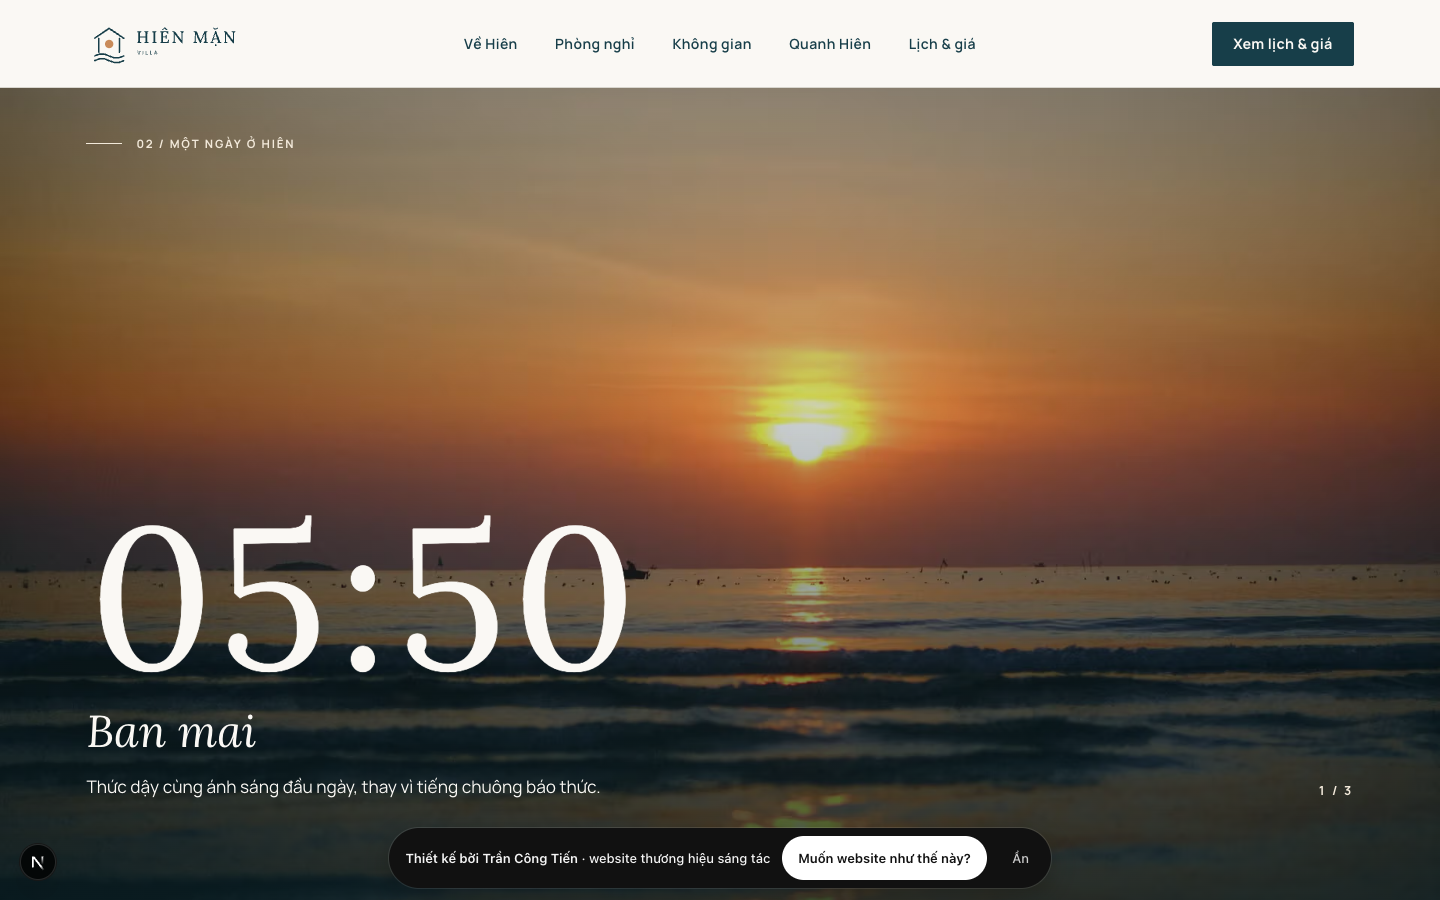 HIÊN MẶN
VILLA
Về Hiên
Phòng nghỉ
Không gian
Quanh Hiên
Lịch & giá
Xem lịch & giá
02 / MỘT NGÀY Ở HIÊN
05:50
Ban mai
Thức dậy cùng ánh sáng đầu ngày, thay vì tiếng chuông báo thức.
1 / 3
Thiết kế bởi Trần Công Tiến · website thương hiệu sáng tác
Muốn website như thế này?
Ẩn
N